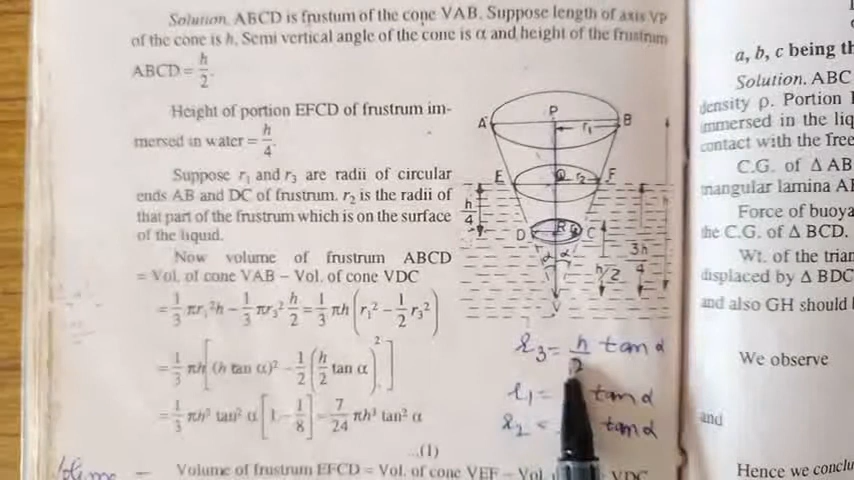 Solution. ABCD is frustum of the cone VAB. Suppose length of axis VP
of the cone is h. Semi vertical angle of the cone is α and height of the frustrum
ABCD = h/2.
Height of portion EFCD of frustrum im-
mersed in water = h/4.
Suppose r₁ and r₃ are radii of circular
ends AB and DC of frustrum. r₂ is the radii of
that part of the frustrum which is on the surface
of the liquid.
Now volume of frustrum ABCD
= Vol. of cone VAB – Vol. of cone VDC
= 1/3 πr₁²h – 1/3 πr₃² h/2 = 1/3 πh (r₁² – 1/2 r₃²)
= 1/3 πh [(h tan α)² – 1/2 (h/2 tan α)²]
= 1/3 πh³ tan² α [1 – 1/8] = 7/24 πh³ tan² α
...(1)
Volume of frustrum EFCD = Vol. of cone VEF – Vol. VDC
P
A
B
r₁
E
Q
r₂
F
h/4
D
R
C
α
α
h/2
3h/4
h
V
r₃ = h/2 tan α
r₁ = tan α
r₂ = tan α
a, b, c being th
Solution. ABC
density ρ. Portion
immersed in the liq
contact with the free
C.G. of Δ AB
triangular lamina A
Force of buoya
the C.G. of Δ BCD.
Wt. of the trian
displaced by Δ BDC
and also GH should
We observe
and
Hence we conclu